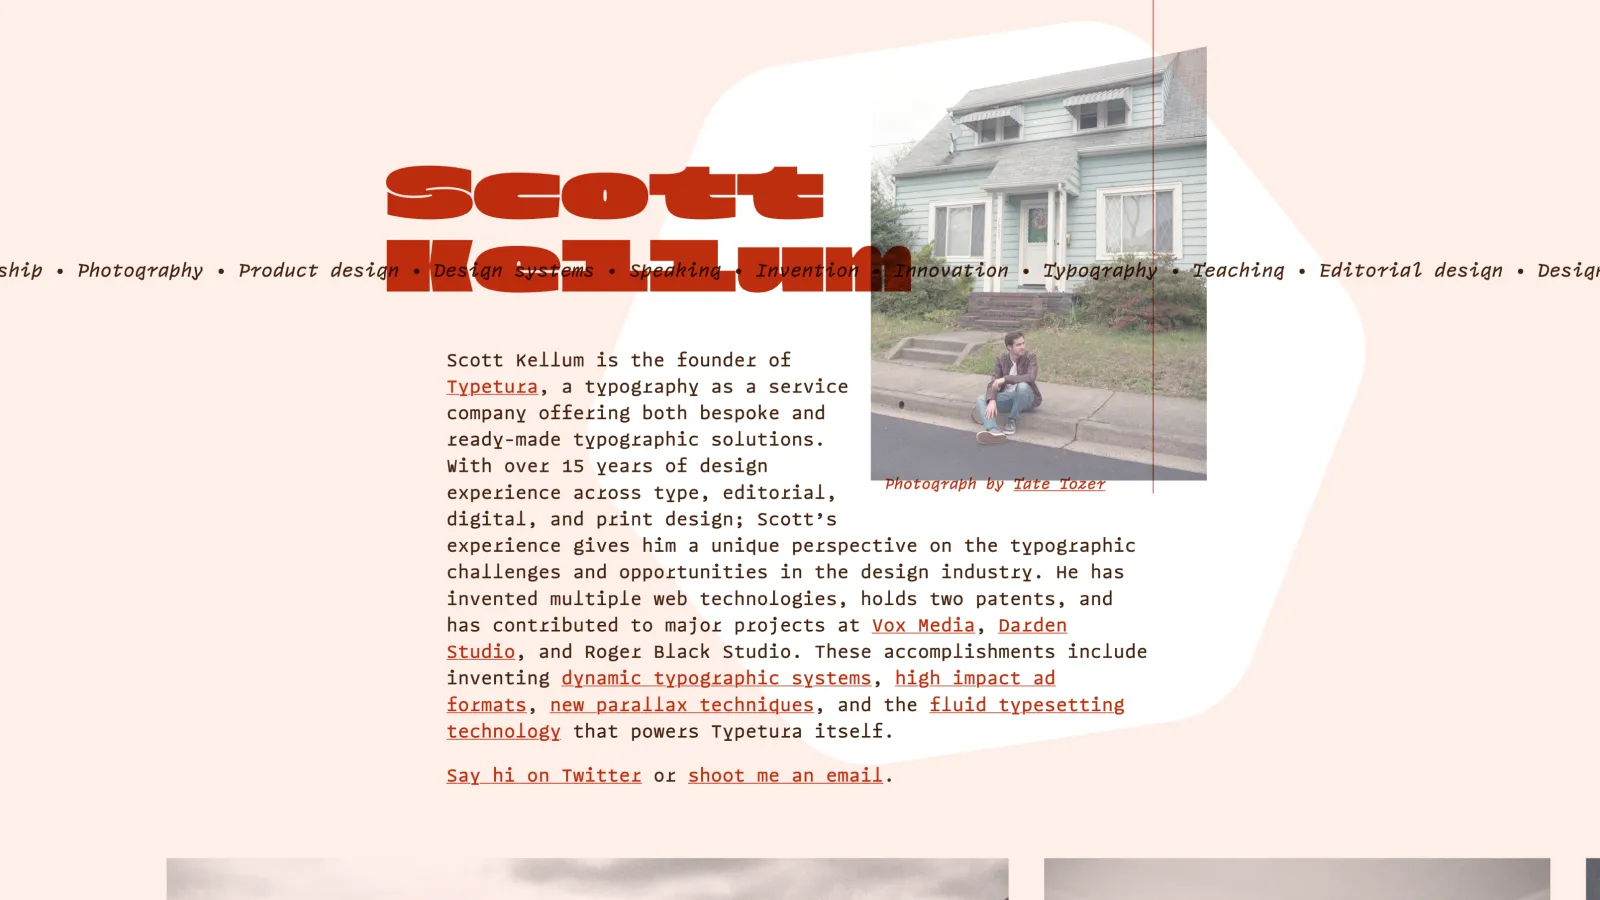 Scott
Kellum
ship • Photography • Product design • Design systems • Speaking • Invention • Innovation • Typography • Teaching • Editorial design • Design
Scott Kellum is the founder of
Typetura, a typography as a service
company offering both bespoke and
ready-made typographic solutions.
With over 15 years of design
experience across type, editorial,
digital, and print design; Scott’s
experience gives him a unique perspective on the typographic
challenges and opportunities in the design industry. He has
invented multiple web technologies, holds two patents, and
has contributed to major projects at Vox Media, Darden
Studio, and Roger Black Studio. These accomplishments include
inventing dynamic typographic systems, high impact ad
formats, new parallax techniques, and the fluid typesetting
technology that powers Typetura itself.
Say hi on Twitter or shoot me an email.
Photograph by Tate Tozer